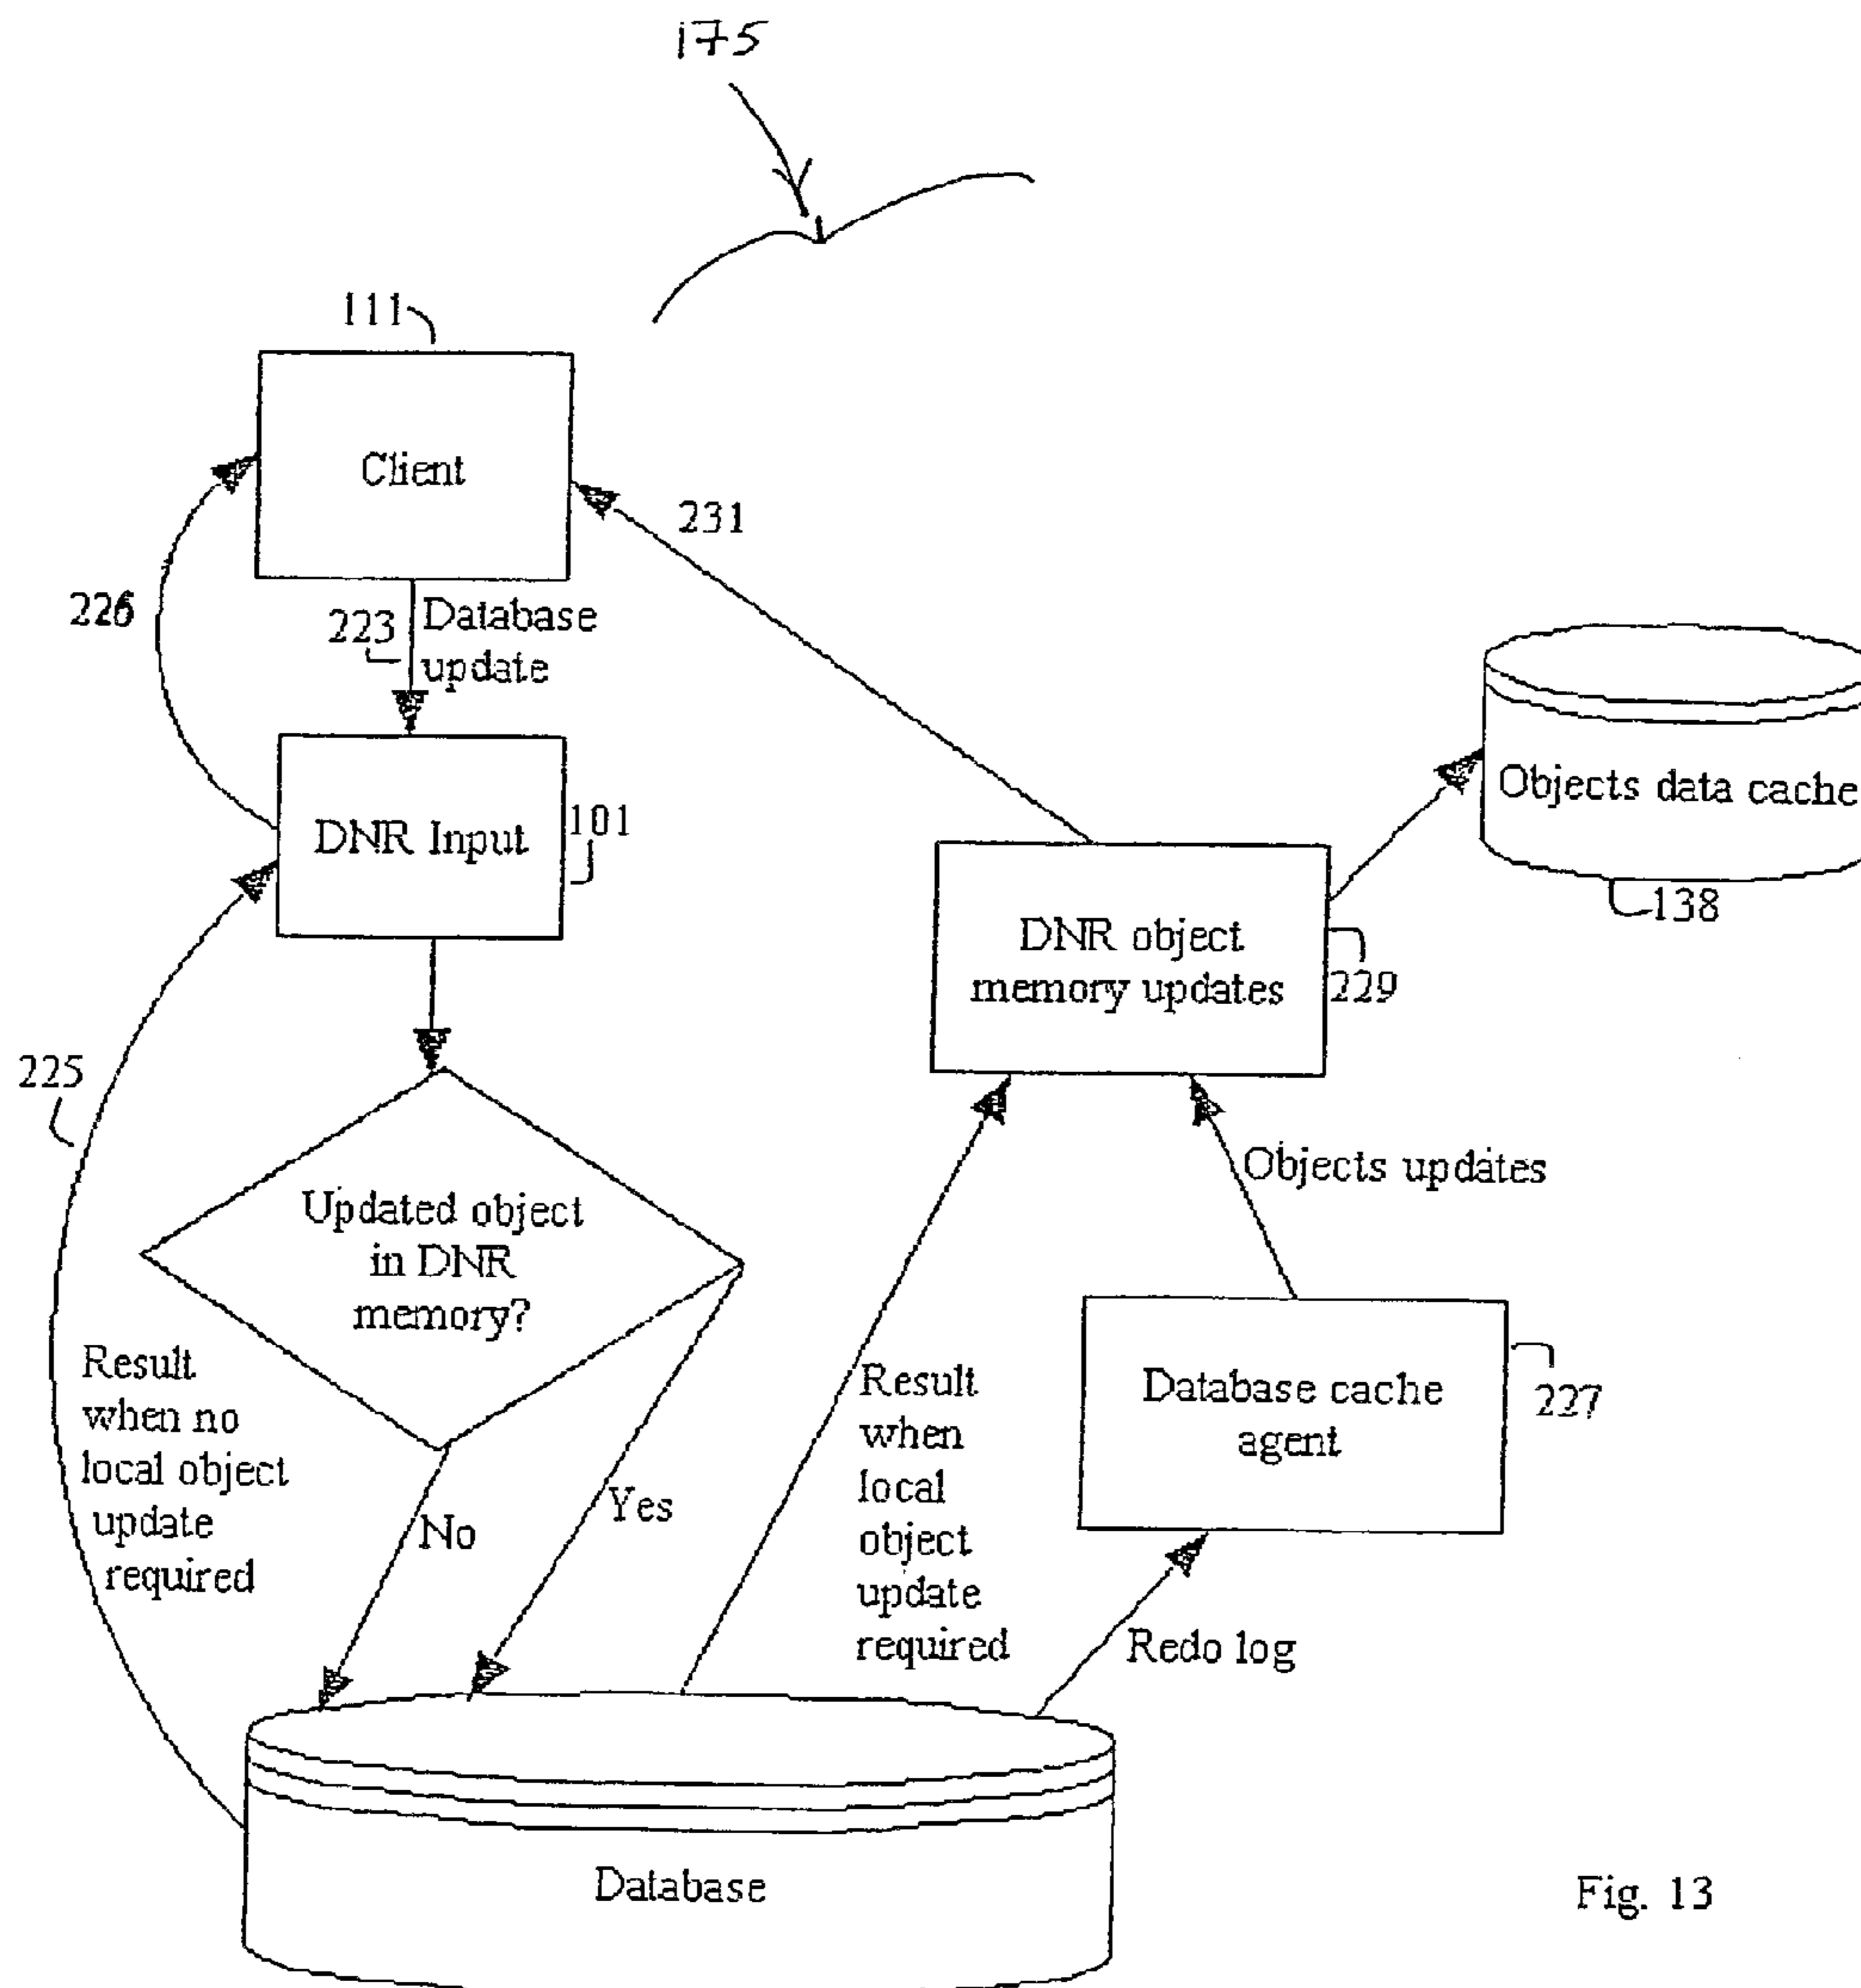 175
111
Client
231
226
223
Database
update
DNR Input
101
Objects data cache
138
DNR object
memory updates
229
225
Objects updates
Updated object
in DNR
memory?
Result
when no
local object
update
required
No
Yes
Result
when
local
object
update
required
Database cache
agent
227
Redo log
Database
Fig. 13